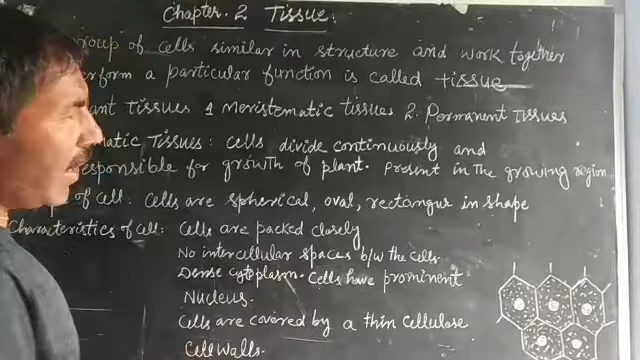 Chapter. 2 Tissue:
roup of cells similar in structure and work together
erform a particular function is called tissue
ant Tissues 1 Meristematic tissues 2. Permanent Tissues
matic Tissues: cells divide continuously and
esponsible for growth of plant. Present in the growing region
of cell: Cells are spherical, oval, rectangur in shape
Characteristics of cell: Cells are packed closely
No intercellular spaces b/w the cells.
Dense cytoplasm. Cells have prominent
Nucleus.
Cells are covered by a thin cellulose
Cellwalls.